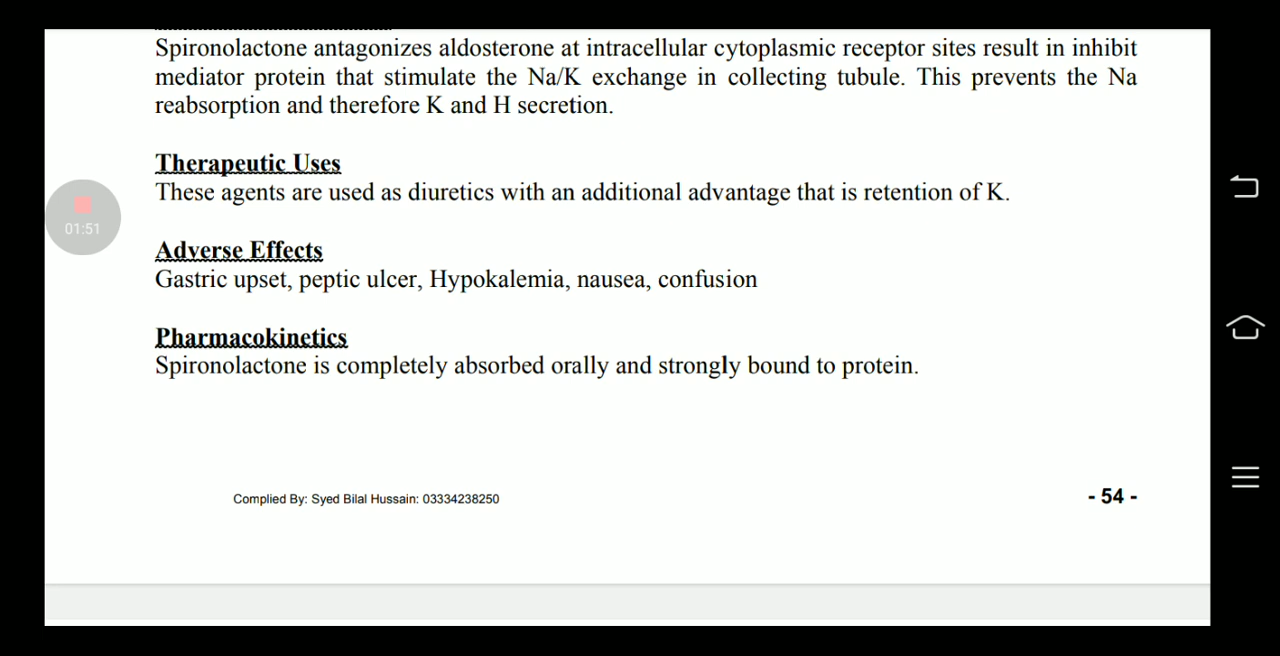 Spironolactone antagonizes aldosterone at intracellular cytoplasmic receptor sites result in inhibit
mediator protein that stimulate the Na/K exchange in collecting tubule. This prevents the Na
reabsorption and therefore K and H secretion.
Therapeutic Uses
These agents are used as diuretics with an additional advantage that is retention of K.
01:51
Adverse Effects
Gastric upset, peptic ulcer, Hypokalemia, nausea, confusion
Pharmacokinetics
Spironolactone is completely absorbed orally and strongly bound to protein.
Complied By: Syed Bilal Hussain: 03334238250
- 54 -